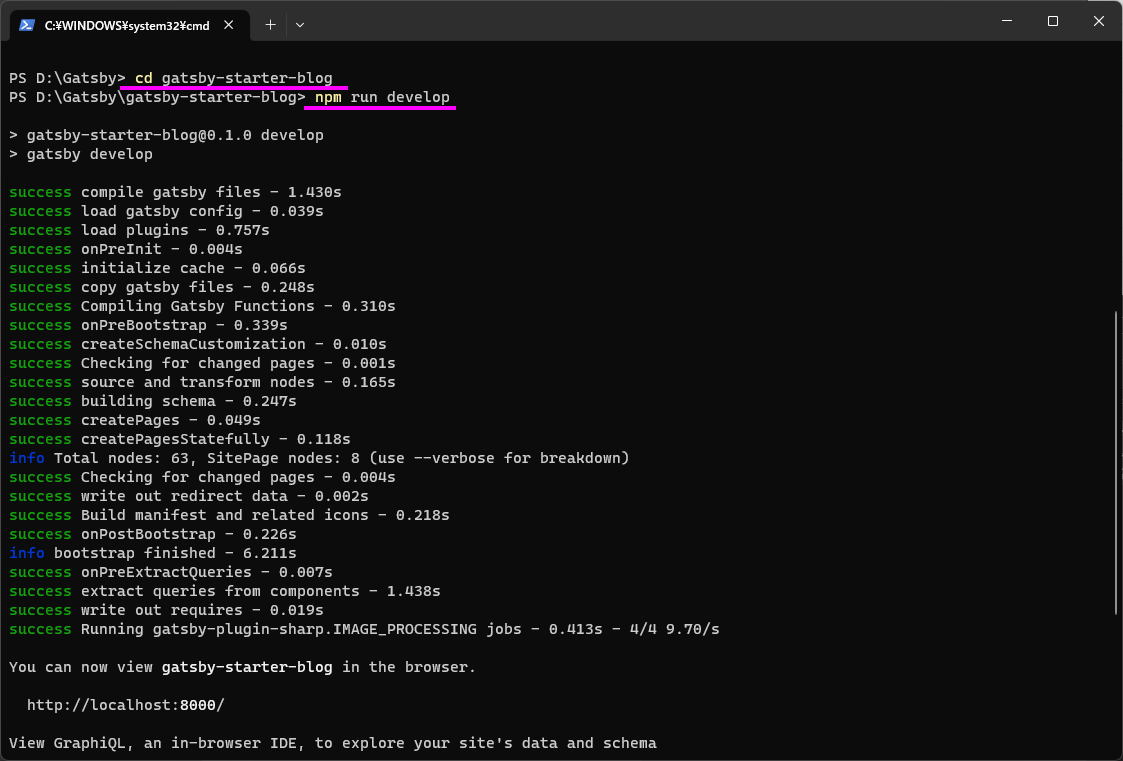 C:¥WINDOWS¥system32¥cmd
PS D:\Gatsby> cd gatsby-starter-blog
PS D:\Gatsby\gatsby-starter-blog> npm run develop
> gatsby-starter-blog@0.1.0 develop
> gatsby develop
success compile gatsby files - 1.430s
success load gatsby config - 0.039s
success load plugins - 0.757s
success onPreInit - 0.004s
success initialize cache - 0.066s
success copy gatsby files - 0.248s
success Compiling Gatsby Functions - 0.310s
success onPreBootstrap - 0.339s
success createSchemaCustomization - 0.010s
success Checking for changed pages - 0.001s
success source and transform nodes - 0.165s
success building schema - 0.247s
success createPages - 0.049s
success createPagesStatefully - 0.118s
info Total nodes: 63, SitePage nodes: 8 (use --verbose for breakdown)
success Checking for changed pages - 0.004s
success write out redirect data - 0.002s
success Build manifest and related icons - 0.218s
success onPostBootstrap - 0.226s
info bootstrap finished - 6.211s
success onPreExtractQueries - 0.007s
success extract queries from components - 1.438s
success write out requires - 0.019s
success Running gatsby-plugin-sharp.IMAGE_PROCESSING jobs - 0.413s - 4/4 9.70/s
You can now view gatsby-starter-blog in the browser.
http://localhost:8000/
View GraphiQL, an in-browser IDE, to explore your site's data and schema